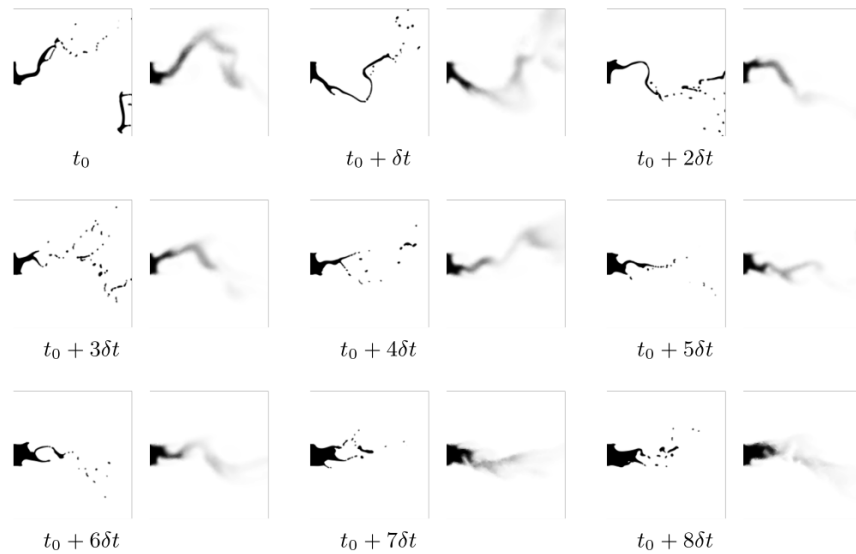 t₀ t₀ + δt t₀ + 2δt
t₀ + 3δt t₀ + 4δt t₀ + 5δt
t₀ + 6δt t₀ + 7δt t₀ + 8δt